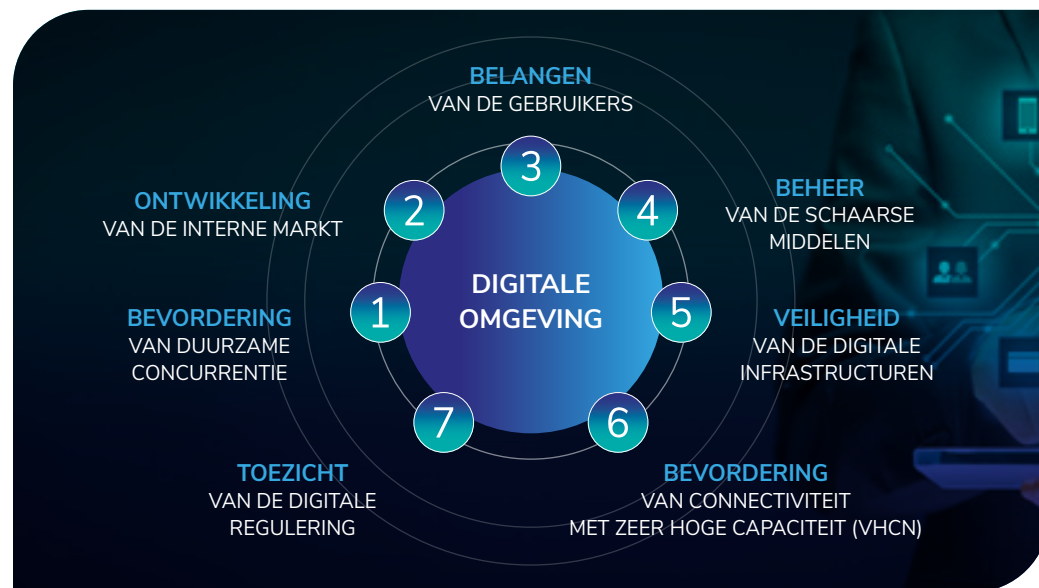 BELANGEN
VAN DE GEBRUIKERS
3
ONTWIKKELING
VAN DE INTERNE MARKT
2
4
BEHEER
VAN DE SCHAARSE
MIDDELEN
DIGITALE
OMGEVING
BEVORDERING
VAN DUURZAME
CONCURRENTIE
1
5
VEILIGHEID
VAN DE DIGITALE
INFRASTRUCTUREN
7
6
TOEZICHT
VAN DE DIGITALE
REGULERING
BEVORDERING
VAN CONNECTIVITEIT
MET ZEER HOGE CAPACITEIT (VHCN)